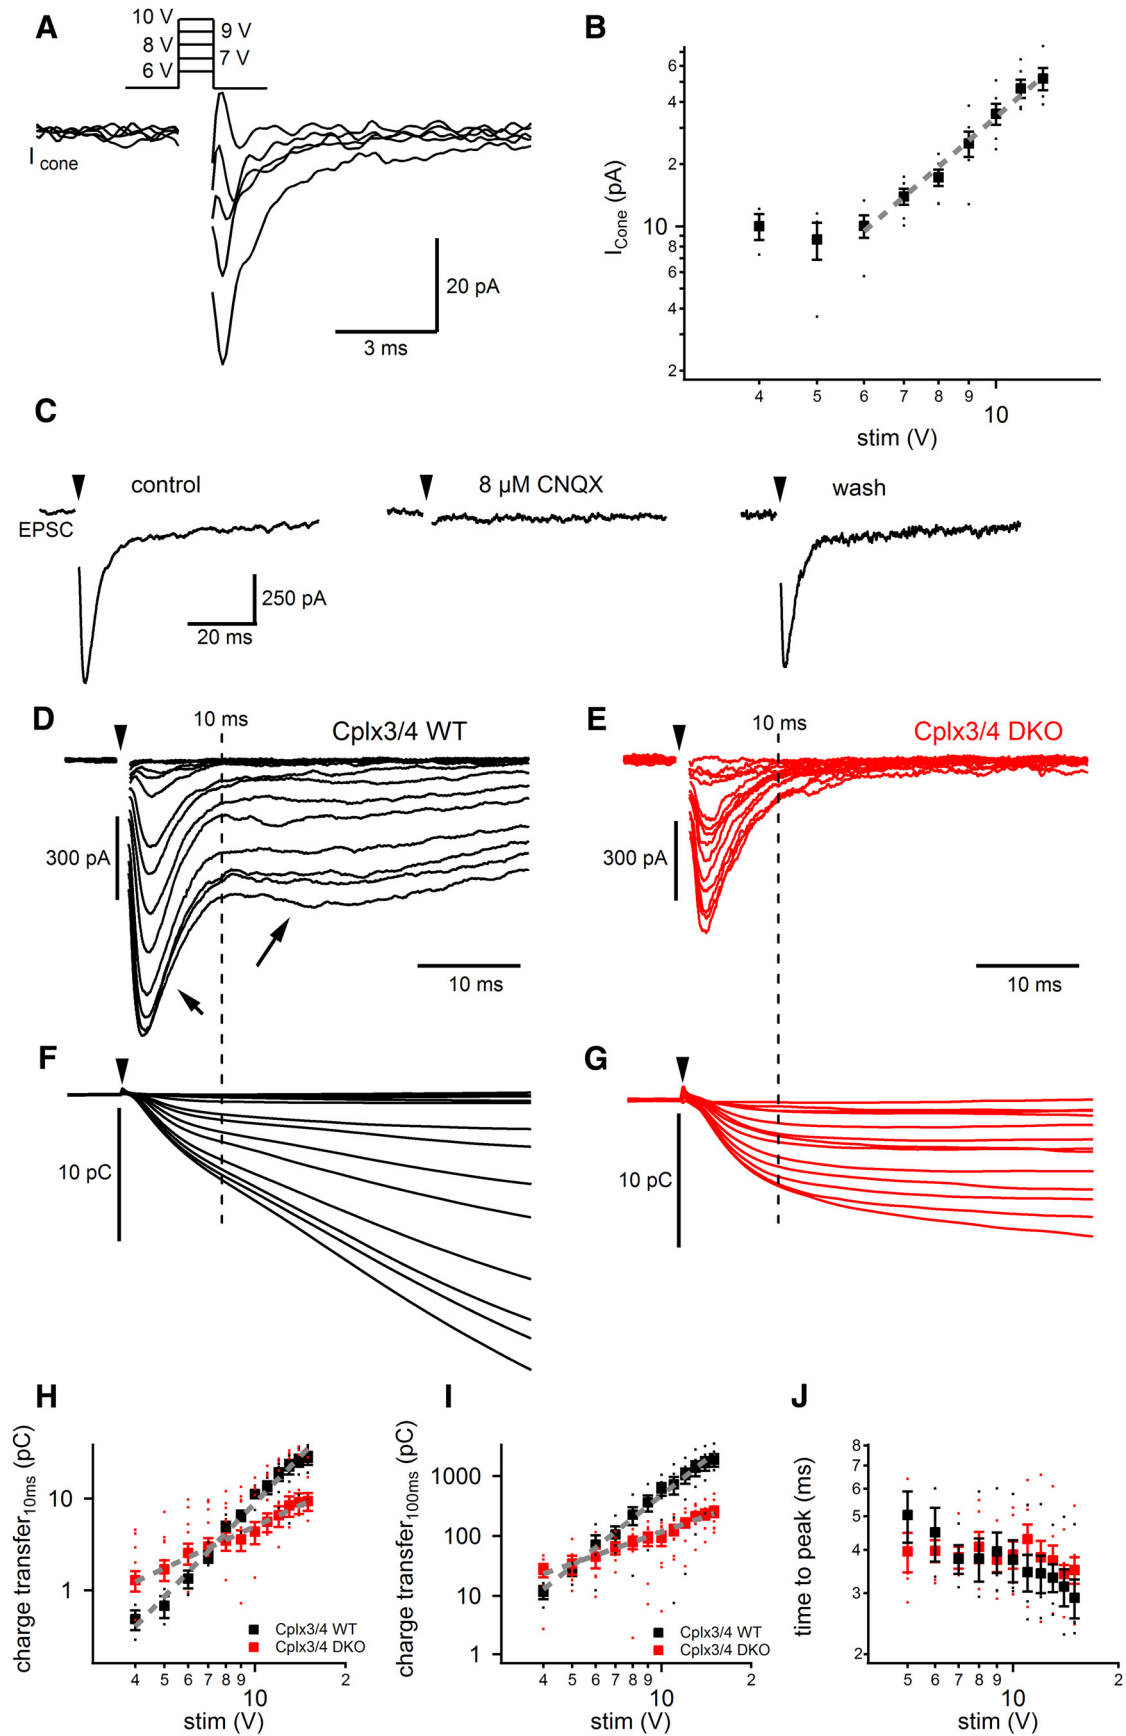 A
10 V
9 V
8 V
7 V
6 V
I cone
20 pA
3 ms
B
6
4
2
10
8
6
4
2
ICone (pA)
4 5 6 7 8 9 10
stim (V)
C
control
8 µM CNQX
wash
EPSC
250 pA
20 ms
D
10 ms
Cplx3/4 WT
300 pA
10 ms
E
10 ms
Cplx3/4 DKO
300 pA
10 ms
F
10 pC
G
10 pC
H
charge transfer10ms (pC)
10
1
Cplx3/4 WT
Cplx3/4 DKO
4 5 6 7 8 9 10 2
stim (V)
I
charge transfer100ms (pC)
1000
100
10
1
Cplx3/4 WT
Cplx3/4 DKO
4 5 6 7 8 9 10 2
stim (V)
J
time to peak (ms)
8
7
6
5
4
3
2
5 6 7 8 9 10 2
stim (V)